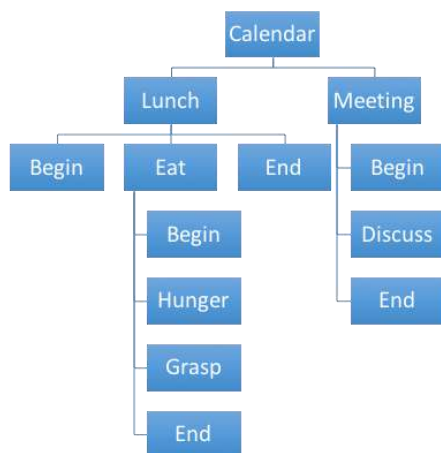 Calendar
Lunch
Meeting
Begin
Eat
End
Begin
Begin
Discuss
Hunger
End
Grasp
End